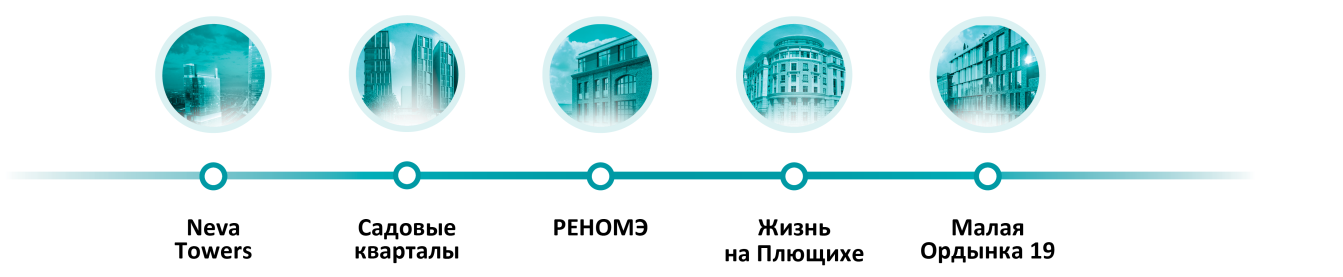 Neva
Towers
Садовые
кварталы
РЕНОМЭ
Жизнь
на Плющихе
Малая
Ордынка 19